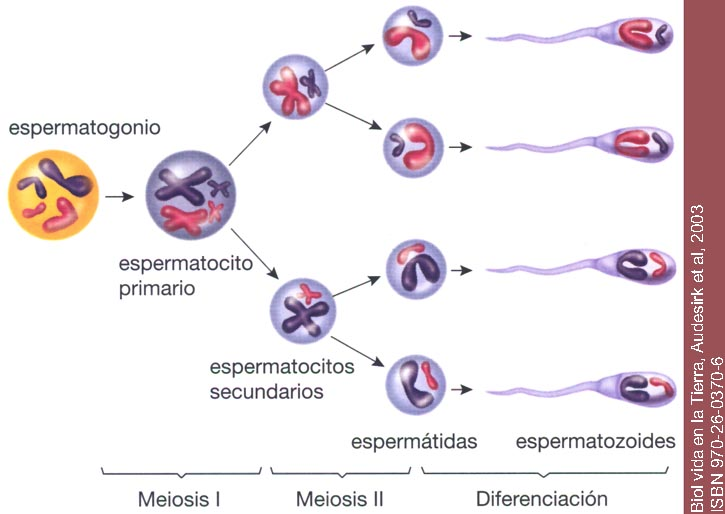 espermatogonio
espermatocito
primario
espermatocitos
secundarios
espermátidas
espermatozoides
Meiosis I
Meiosis II
Diferenciación
Biol vida en la Tierra, Audesirk et al, 2003
ISBN 970-26-0370-6